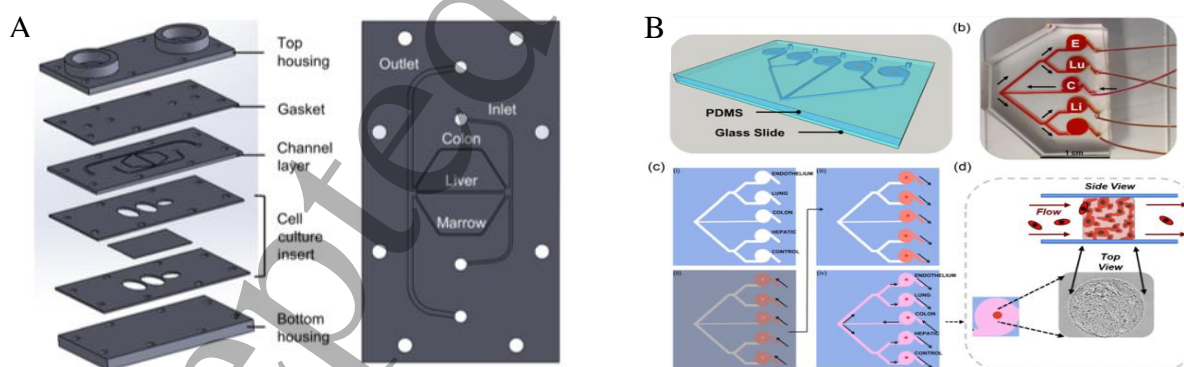 A
Top
housing
Gasket
Channel
layer
Cell
culture
insert
Bottom
housing
Outlet
Inlet
Colon
Liver
Marrow
B
PDMS
Glass Slide
(b)
E
Lu
C
Li
1 cm
(c)
(i)
ENDOTHELIUM
LUNG
COLON
HEPATIC
CONTROL
(iii)
(ii)
(iv)
ENDOTHELIUM
LUNG
COLON
HEPATIC
CONTROL
(d)
Side View
Flow
Top
View